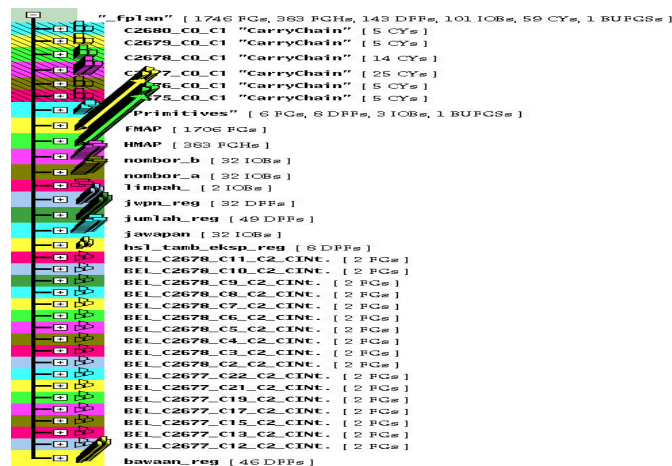 "_fplan" [ 1746 FGs, 383 FGHs, 143 DFFs, 101 IOBs, 59 CYs, 1 BUFGSs ]
C2680_C0_C1 "CarryChain" [ 5 CYs ]
C2679_C0_C1 "CarryChain" [ 5 CYs ]
C2678_C0_C1 "CarryChain" [ 14 CYs ]
C2677_C0_C1 "CarryChain" [ 25 CYs ]
C0_C1 "CarryChain" [ 5 CYs ]
C0_C1 "CarryChain" [ 5 CYs ]
"Primitives" [ 6 FGs, 8 DFFs, 3 IOBs, 1 BUFGSs ]
FMAP [ 1706 FGs ]
HMAP [ 383 FGHs ]
nombor_b [ 32 IOBs ]
nombor_a [ 32 IOBs ]
limpah_ [ 2 IOBs ]
jwpn_reg [ 32 DFFs ]
jumlah_reg [ 49 DFFs ]
jawapan [ 32 IOBs ]
hsl_tamb_eksp_reg [ 8 DFFs ]
BEL_C2678_C11_C2_CINt. [ 2 FGs ]
BEL_C2678_C10_C2_CINt. [ 2 FGs ]
BEL_C2678_C9_C2_CINt. [ 2 FGs ]
BEL_C2678_C8_C2_CINt. [ 2 FGs ]
BEL_C2678_C7_C2_CINt. [ 2 FGs ]
BEL_C2678_C6_C2_CINt. [ 2 FGs ]
BEL_C2678_C5_C2_CINt. [ 2 FGs ]
BEL_C2678_C4_C2_CINt. [ 2 FGs ]
BEL_C2678_C3_C2_CINt. [ 2 FGs ]
BEL_C2678_C2_C2_CINt. [ 2 FGs ]
BEL_C2677_C22_C2_CINt. [ 2 FGs ]
BEL_C2677_C21_C2_CINt. [ 2 FGs ]
BEL_C2677_C19_C2_CINt. [ 2 FGs ]
BEL_C2677_C17_C2_CINt. [ 2 FGs ]
BEL_C2677_C15_C2_CINt. [ 2 FGs ]
BEL_C2677_C13_C2_CINt. [ 2 FGs ]
BEL_C2677_C12_C2_CINt. [ 2 FGs ]
bawaan_reg [ 46 DFFs ]